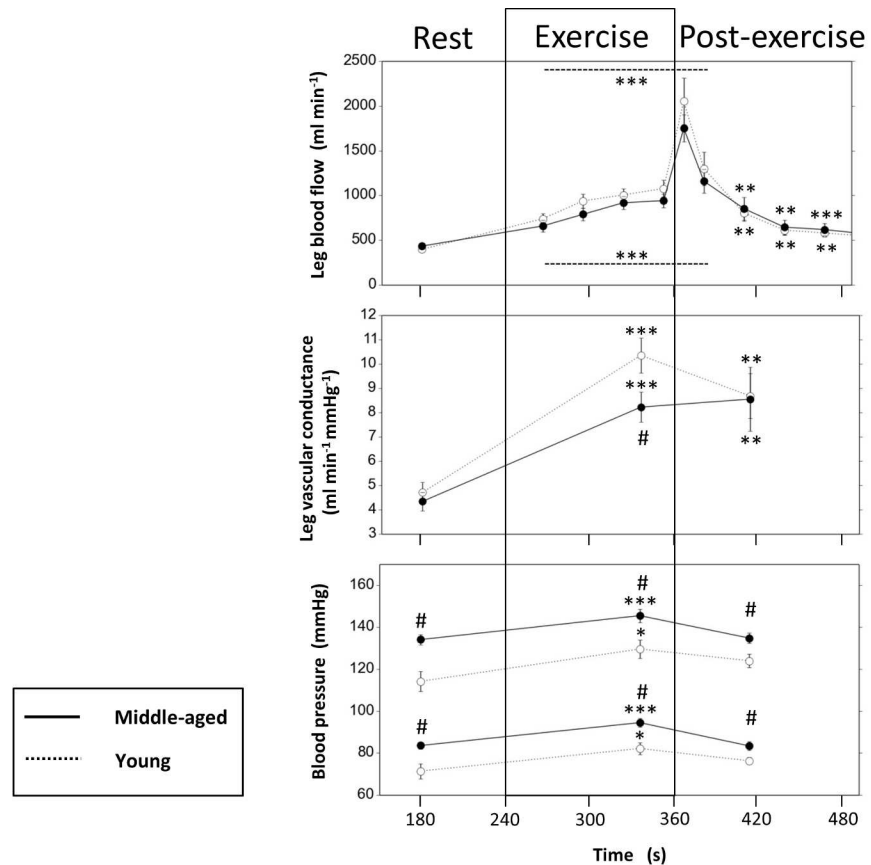 Rest Exercise Post-exercise
Leg blood flow (ml min⁻¹)
2500
2000
1500
1000
500
0
***
***
** ** ***
** ** **
Leg vascular conductance
(ml min⁻¹ mmHg⁻¹)
12
11
10
9
8
7
6
5
4
3
***
***
#
**
**
Blood pressure (mmHg)
160
140
120
100
80
60
# # #
***
*
# # #
***
*
180 240 300 360 420 480
Time (s)
Middle-aged
Young